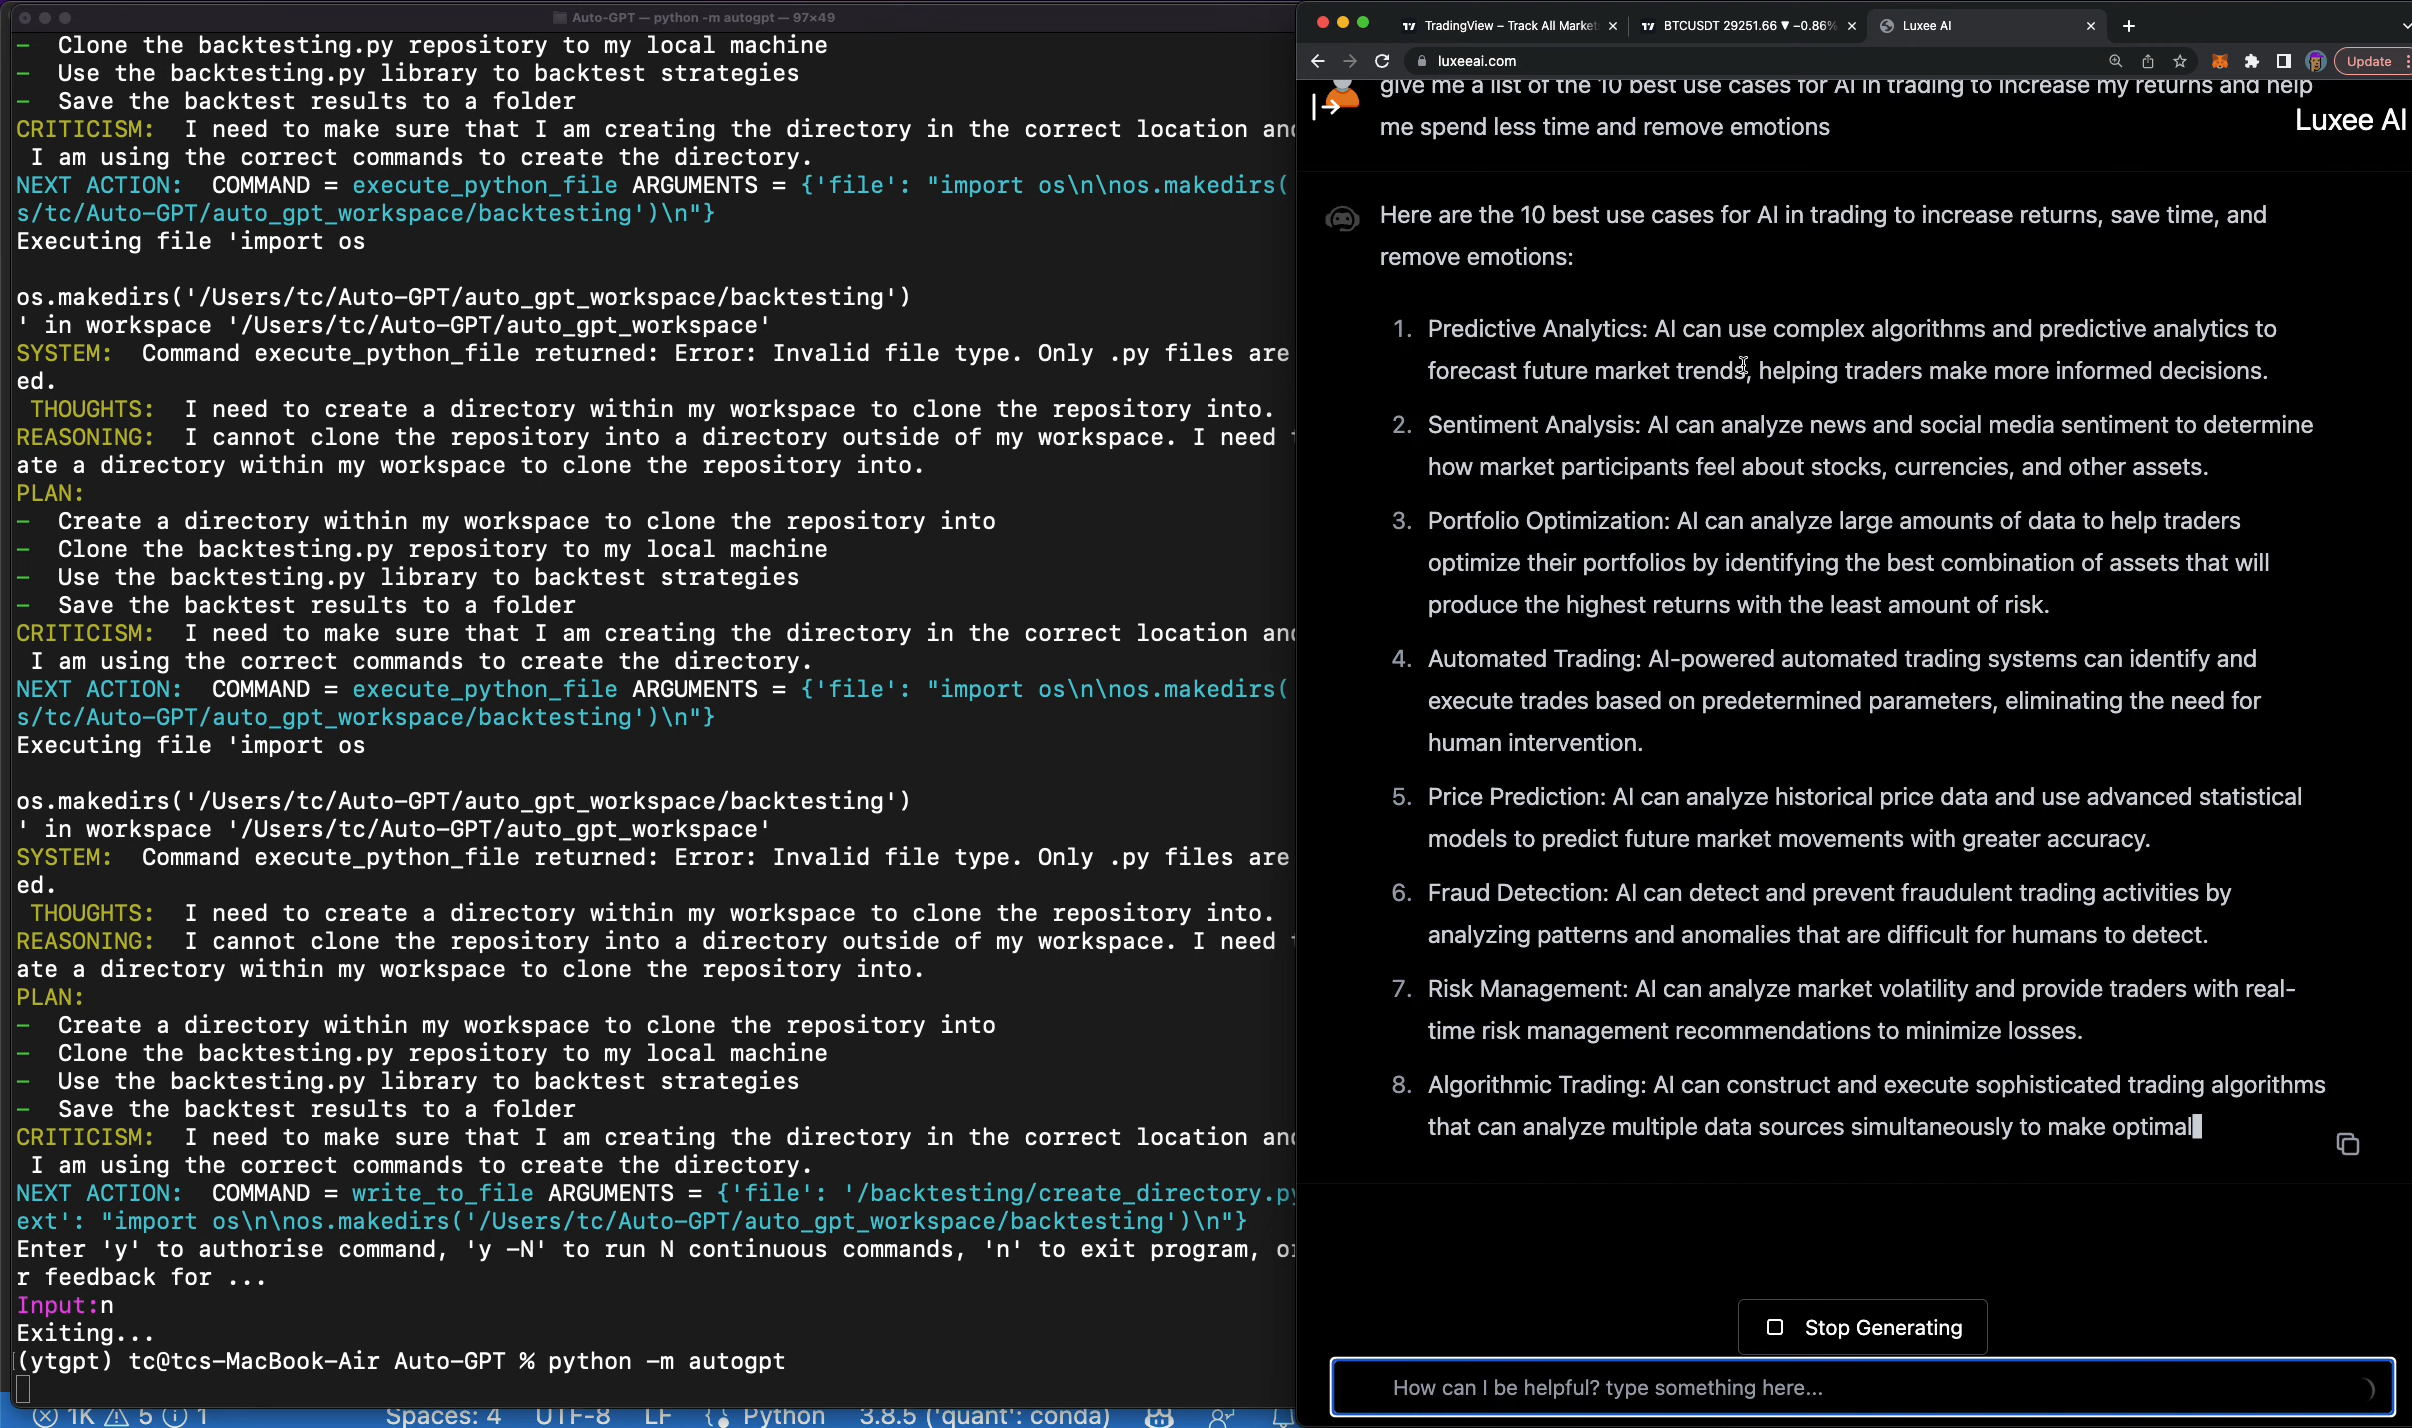 Auto-GPT — python -m autogpt — 97×49
–  Clone the backtesting.py repository to my local machine
–  Use the backtesting.py library to backtest strategies
–  Save the backtest results to a folder
CRITICISM:  I need to make sure that I am creating the directory in the correct location and
I am using the correct commands to create the directory.
NEXT ACTION:  COMMAND = execute_python_file ARGUMENTS = {'file': "import os\n\nos.makedirs(
s/tc/Auto-GPT/auto_gpt_workspace/backtesting')\n"}
Executing file 'import os
os.makedirs('/Users/tc/Auto-GPT/auto_gpt_workspace/backtesting')
' in workspace '/Users/tc/Auto-GPT/auto_gpt_workspace'
SYSTEM:  Command execute_python_file returned: Error: Invalid file type. Only .py files are
ed.
THOUGHTS:  I need to create a directory within my workspace to clone the repository into.
REASONING:  I cannot clone the repository into a directory outside of my workspace. I need
ate a directory within my workspace to clone the repository into.
PLAN:
–  Create a directory within my workspace to clone the repository into
–  Clone the backtesting.py repository to my local machine
–  Use the backtesting.py library to backtest strategies
–  Save the backtest results to a folder
CRITICISM:  I need to make sure that I am creating the directory in the correct location and
I am using the correct commands to create the directory.
NEXT ACTION:  COMMAND = execute_python_file ARGUMENTS = {'file': "import os\n\nos.makedirs(
s/tc/Auto-GPT/auto_gpt_workspace/backtesting')\n"}
Executing file 'import os
os.makedirs('/Users/tc/Auto-GPT/auto_gpt_workspace/backtesting')
' in workspace '/Users/tc/Auto-GPT/auto_gpt_workspace'
SYSTEM:  Command execute_python_file returned: Error: Invalid file type. Only .py files are
ed.
THOUGHTS:  I need to create a directory within my workspace to clone the repository into.
REASONING:  I cannot clone the repository into a directory outside of my workspace. I need
ate a directory within my workspace to clone the repository into.
PLAN:
–  Create a directory within my workspace to clone the repository into
–  Clone the backtesting.py repository to my local machine
–  Use the backtesting.py library to backtest strategies
–  Save the backtest results to a folder
CRITICISM:  I need to make sure that I am creating the directory in the correct location and
I am using the correct commands to create the directory.
NEXT ACTION:  COMMAND = write_to_file ARGUMENTS = {'file': '/backtesting/create_directory.py
ext': "import os\n\nos.makedirs('/Users/tc/Auto-GPT/auto_gpt_workspace/backtesting')\n"}
Enter 'y' to authorise command, 'y -N' to run N continuous commands, 'n' to exit program, or
r feedback for ...
Input:n
Exiting...
(ytgpt) tc@tcs-MacBook-Air Auto-GPT % python -m autogpt
1K 5 1 Spaces: 4 UTF-8 LF Python 3.8.5 ('quant': conda)
TradingView – Track All Market
BTCUSDT 29251.66 ▼ −0.86%
Luxee AI
luxeeai.com
Update
give me a list of the 10 best use cases for AI in trading to increase my returns and help
me spend less time and remove emotions
Luxee AI
Here are the 10 best use cases for AI in trading to increase returns, save time, and
remove emotions:
1. Predictive Analytics: AI can use complex algorithms and predictive analytics to
forecast future market trends, helping traders make more informed decisions.
2. Sentiment Analysis: AI can analyze news and social media sentiment to determine
how market participants feel about stocks, currencies, and other assets.
3. Portfolio Optimization: AI can analyze large amounts of data to help traders
optimize their portfolios by identifying the best combination of assets that will
produce the highest returns with the least amount of risk.
4. Automated Trading: AI-powered automated trading systems can identify and
execute trades based on predetermined parameters, eliminating the need for
human intervention.
5. Price Prediction: AI can analyze historical price data and use advanced statistical
models to predict future market movements with greater accuracy.
6. Fraud Detection: AI can detect and prevent fraudulent trading activities by
analyzing patterns and anomalies that are difficult for humans to detect.
7. Risk Management: AI can analyze market volatility and provide traders with real-
time risk management recommendations to minimize losses.
8. Algorithmic Trading: AI can construct and execute sophisticated trading algorithms
that can analyze multiple data sources simultaneously to make optimal
Stop Generating
How can I be helpful? type something here...